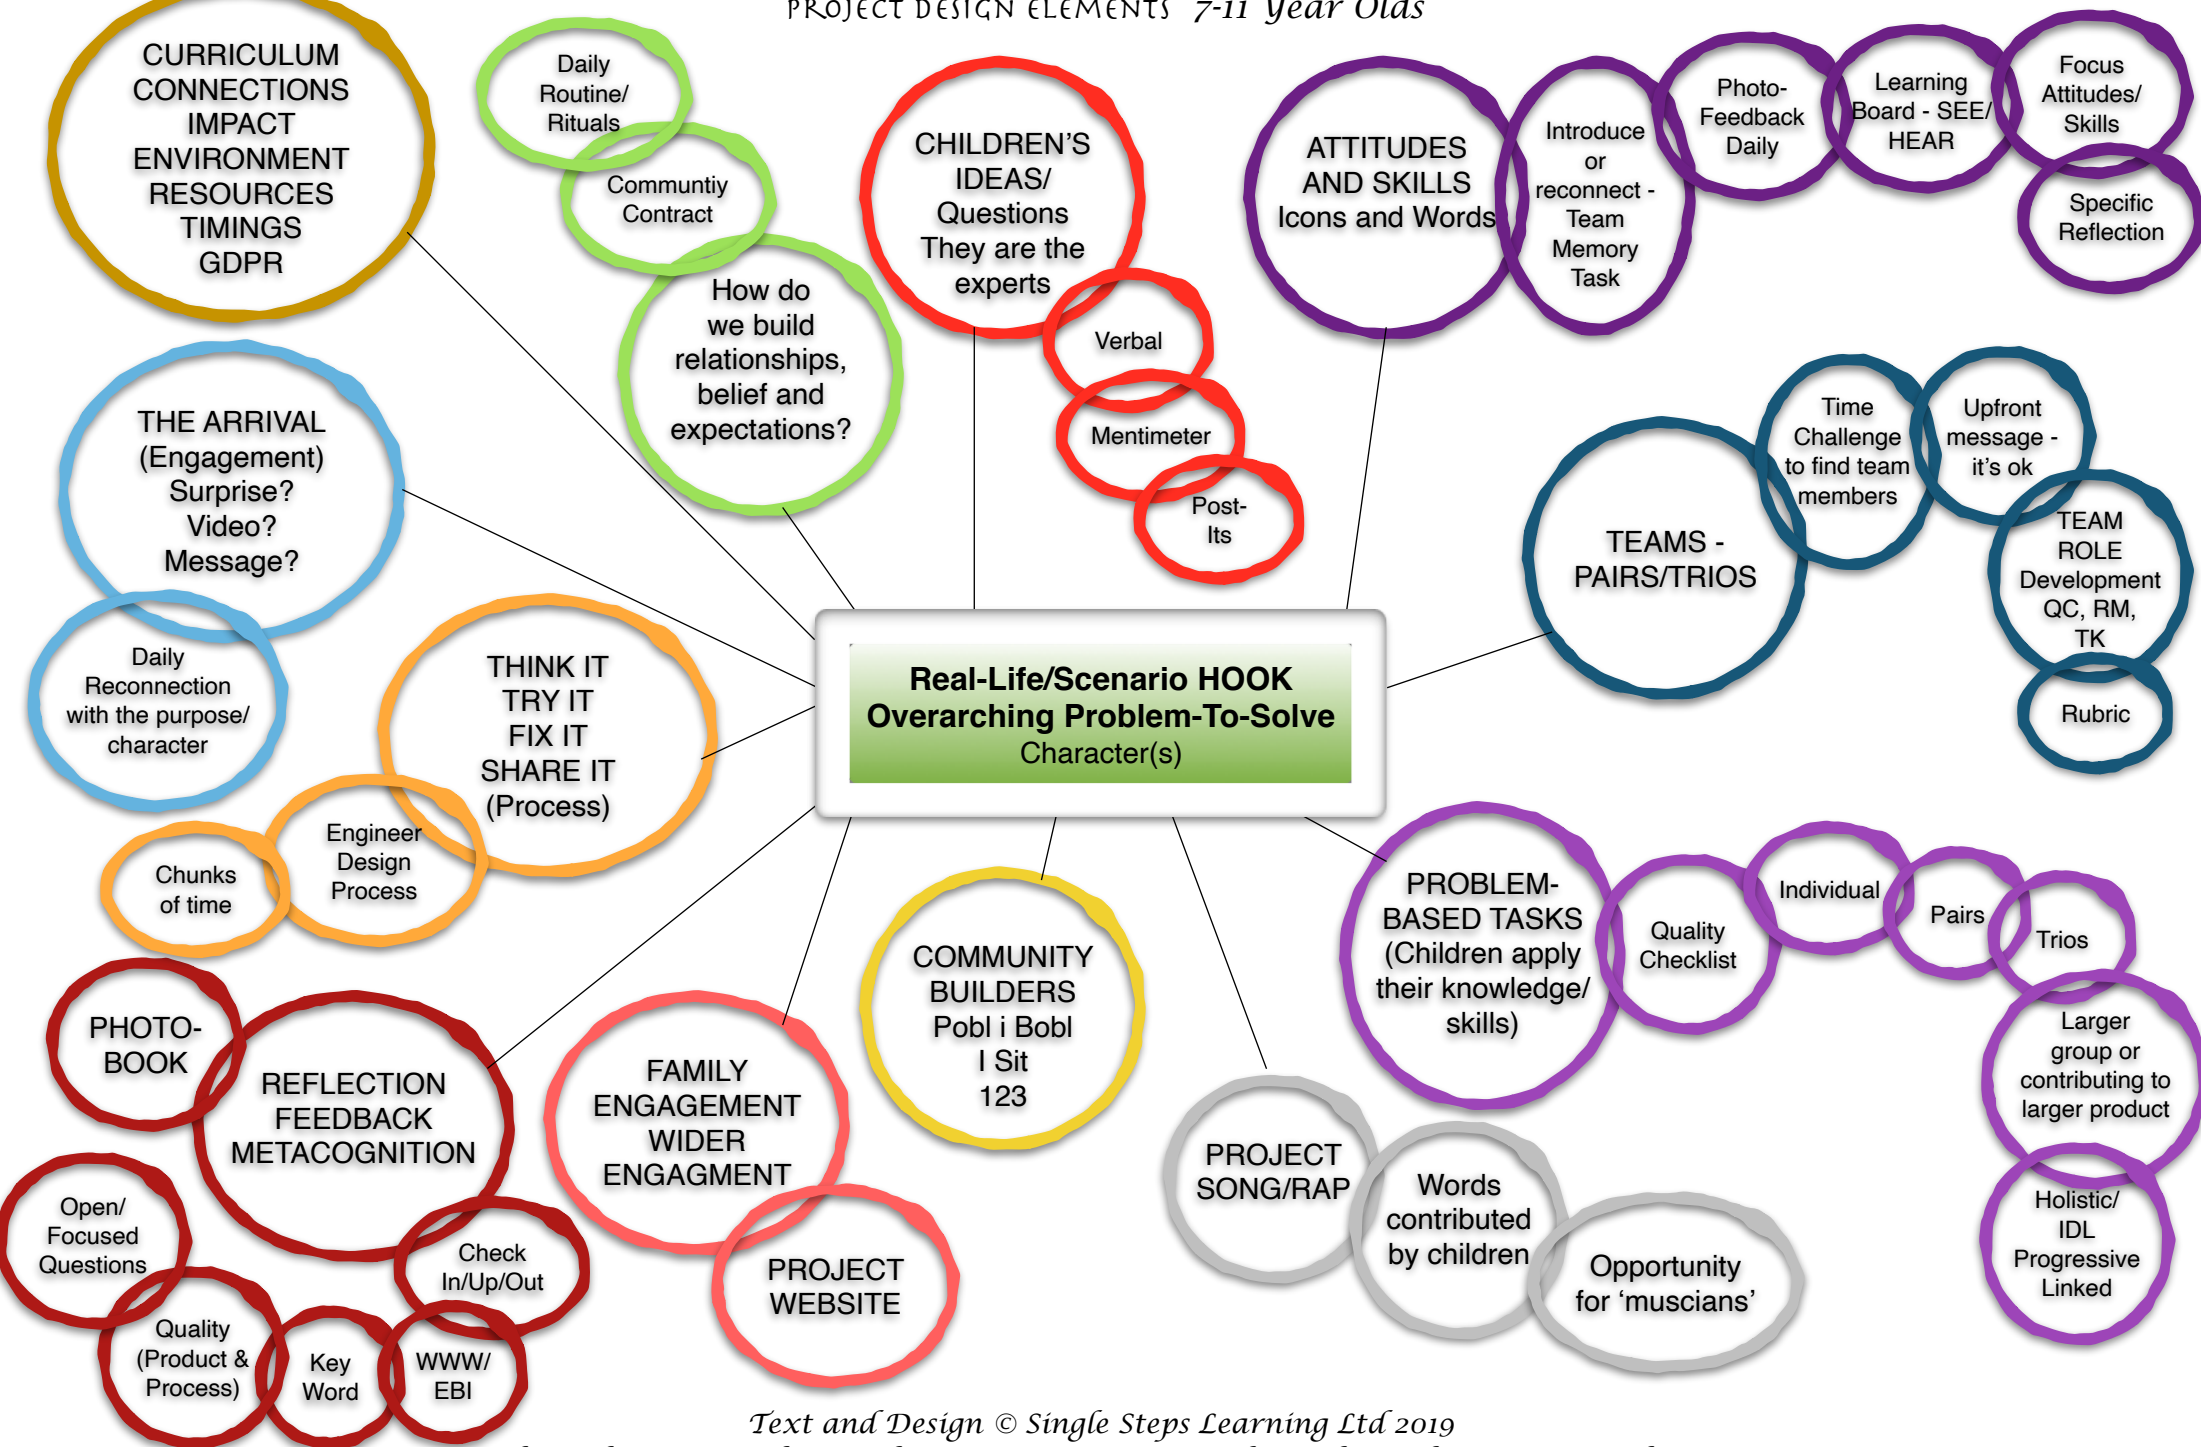 PROJECT DESIGN ELEMENTS 7-11 Year Olds
CURRICULUM
CONNECTIONS
IMPACT
ENVIRONMENT
RESOURCES
TIMINGS
GDPR
Daily
Routine/
Rituals
Communtiy
Contract
How do
we build
relationships,
belief and
expectations?
CHILDREN'S
IDEAS/
Questions
They are the
experts
Verbal
Mentimeter
Post-
Its
ATTITUDES
AND SKILLS
Icons and Words
Introduce
or
reconnect -
Team
Memory
Task
Photo-
Feedback
Daily
Learning
Board - SEE/
HEAR
Focus
Attitudes/
Skills
Specific
Reflection
THE ARRIVAL
(Engagement)
Surprise?
Video?
Message?
Daily
Reconnection
with the purpose/
character
THINK IT
TRY IT
FIX IT
SHARE IT
(Process)
Engineer
Design
Process
Chunks
of time
Real-Life/Scenario HOOK
Overarching Problem-To-Solve
Character(s)
TEAMS -
PAIRS/TRIOS
Time
Challenge
to find team
members
Upfront
message -
it's ok
TEAM
ROLE
Development
QC, RM,
TK
Rubric
PROBLEM-
BASED TASKS
(Children apply
their knowledge/
skills)
Quality
Checklist
Individual
Pairs
Trios
Larger
group or
contributing to
larger product
Holistic/
IDL
Progressive
Linked
PHOTO-
BOOK
REFLECTION
FEEDBACK
METACOGNITION
Open/
Focused
Questions
Quality
(Product &
Process)
Key
Word
WWW/
EBI
Check
In/Up/Out
FAMILY
ENGAGEMENT
WIDER
ENGAGMENT
PROJECT
WEBSITE
COMMUNITY
BUILDERS
Pobl i Bobl
I Sit
123
PROJECT
SONG/RAP
Words
contributed
by children
Opportunity
for 'muscians'
Text and Design © Single Steps Learning Ltd 2019